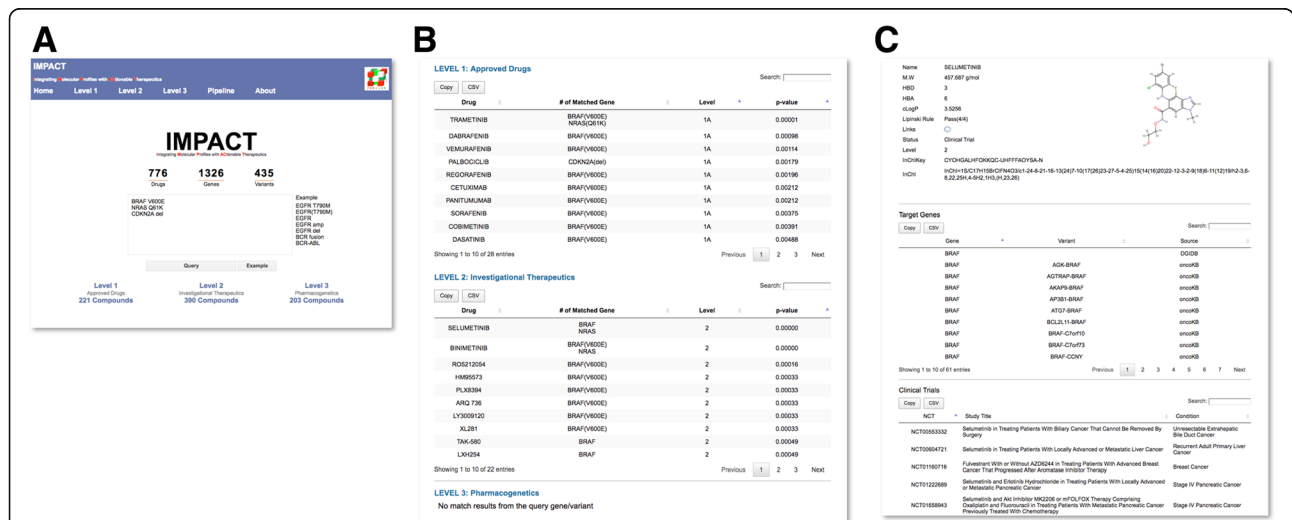 A
IMPACT
Integrating Molecular Profiles with ACtionable Therapeutics
Home Level 1 Level 2 Level 3 Pipeline About
IMPACT
Integrating Molecular Profiles with ACtionable Therapeutics
776 1326 435
Drugs Genes Variants
BRAF V600E
NRAS Q61K
CDKN2A del
Example
EGFR T790M
EGFR(T790M)
EGFR
EGFR amp
EGFR del
BCR fusion
BCR-ABL
Query Example
Level 1 Level 2 Level 3
Approved Drugs Investigational Therapeutics Pharmacogenetics
221 Compounds 390 Compounds 203 Compounds
B
LEVEL 1: Approved Drugs
Search:
Copy CSV
Drug # of Matched Gene Level p-value
TRAMETINIB BRAF(V600E) NRAS(Q61K) 1A 0.00001
DABRAFENIB BRAF(V600E) 1A 0.00098
VEMURAFENIB BRAF(V600E) 1A 0.00114
PALBOCICLIB CDKN2A(del) 1A 0.00179
REGORAFENIB BRAF(V600E) 1A 0.00196
CETUXIMAB BRAF(V600E) 1A 0.00212
PANITUMUMAB BRAF(V600E) 1A 0.00212
SORAFENIB BRAF(V600E) 1A 0.00375
COBIMETINIB BRAF(V600E) 1A 0.00391
DASATINIB BRAF(V600E) 1A 0.00488
Showing 1 to 10 of 28 entries Previous 1 2 3 Next
LEVEL 2: Investigational Therapeutics
Search:
Copy CSV
Drug # of Matched Gene Level p-value
SELUMETINIB BRAF NRAS 2 0.00000
BINIMETINIB BRAF(V600E) NRAS 2 0.00000
RO5212054 BRAF(V600E) 2 0.00016
HM95573 BRAF(V600E) 2 0.00033
PLX8394 BRAF(V600E) 2 0.00033
ARQ 736 BRAF(V600E) 2 0.00033
LY3009120 BRAF(V600E) 2 0.00033
XL281 BRAF(V600E) 2 0.00033
TAK-580 BRAF 2 0.00049
LXH254 BRAF 2 0.00049
Showing 1 to 10 of 22 entries Previous 1 2 3 Next
LEVEL 3: Pharmacogenetics
No match results from the query gene/variant
C
Name SELUMETINIB
M.W 457.687 g/mol
HBD 3
HBA 6
cLogP 3.5256
Lipinski Rule Pass(4/4)
Links
Status Clinical Trial
Level 2
InChIKey CYOHGALHFOKKQC-UHFFFAOYSA-N
InChI
Target Genes
Search:
Copy CSV
Gene Variant Source
BRAF DGIDB
BRAF AGK-BRAF oncoKB
BRAF AGTRAP-BRAF oncoKB
BRAF AKAP9-BRAF oncoKB
BRAF AP3B1-BRAF oncoKB
BRAF ATG7-BRAF oncoKB
BRAF BCL2L11-BRAF oncoKB
BRAF BRAF-C7orf10 oncoKB
BRAF BRAF-C7orf73 oncoKB
BRAF BRAF-CCNY oncoKB
Showing 1 to 10 of 61 entries Previous 1 2 3 4 5 6 7 Next
Clinical Trials
Search:
Copy CSV
NCT Study Title Condition
NCT00553332 Selumetinib in Treating Patients With Biliary Cancer That Cannot Be Removed By Surgery Unresectable Extrahepatic Bile Duct Cancer
NCT00604721 Selumetinib in Treating Patients With Locally Advanced or Metastatic Liver Cancer Recurrent Adult Primary Liver Cancer
NCT01160718 Fulvestrant With or Without AZD6244 in Treating Patients With Advanced Breast Cancer That Progressed After Aromatase Inhibitor Therapy Breast Cancer
NCT01222689 Selumetinib and Erlotinib Hydrochloride in Treating Patients With Locally Advanced or Metastatic Pancreatic Cancer Stage IV Pancreatic Cancer
NCT01658943 Selumetinib and Akt Inhibitor MK2206 or mFOLFOX Therapy Comprising Oxaliplatin and Fluorouracil in Treating Patients With Metastatic Pancreatic Cancer Previously Treated With Chemotherapy Stage IV Pancreatic Cancer